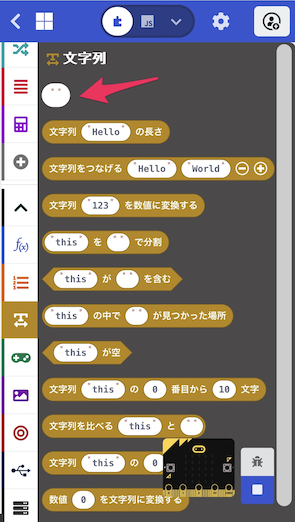 JS
文字列
" "
文字列 "Hello" の長さ
文字列をつなげる "Hello" "World"
文字列 "123" を数値に変換する
"this" を " " で分割
"this" が " " を含む
"this" の中で " " が見つかった場所
"this" が空
文字列 "this" の 0 番目から 10 文字
文字列を比べる "this" と " "
文字列 "this" の 0
数値 0 を文字列に変換する
f(x)